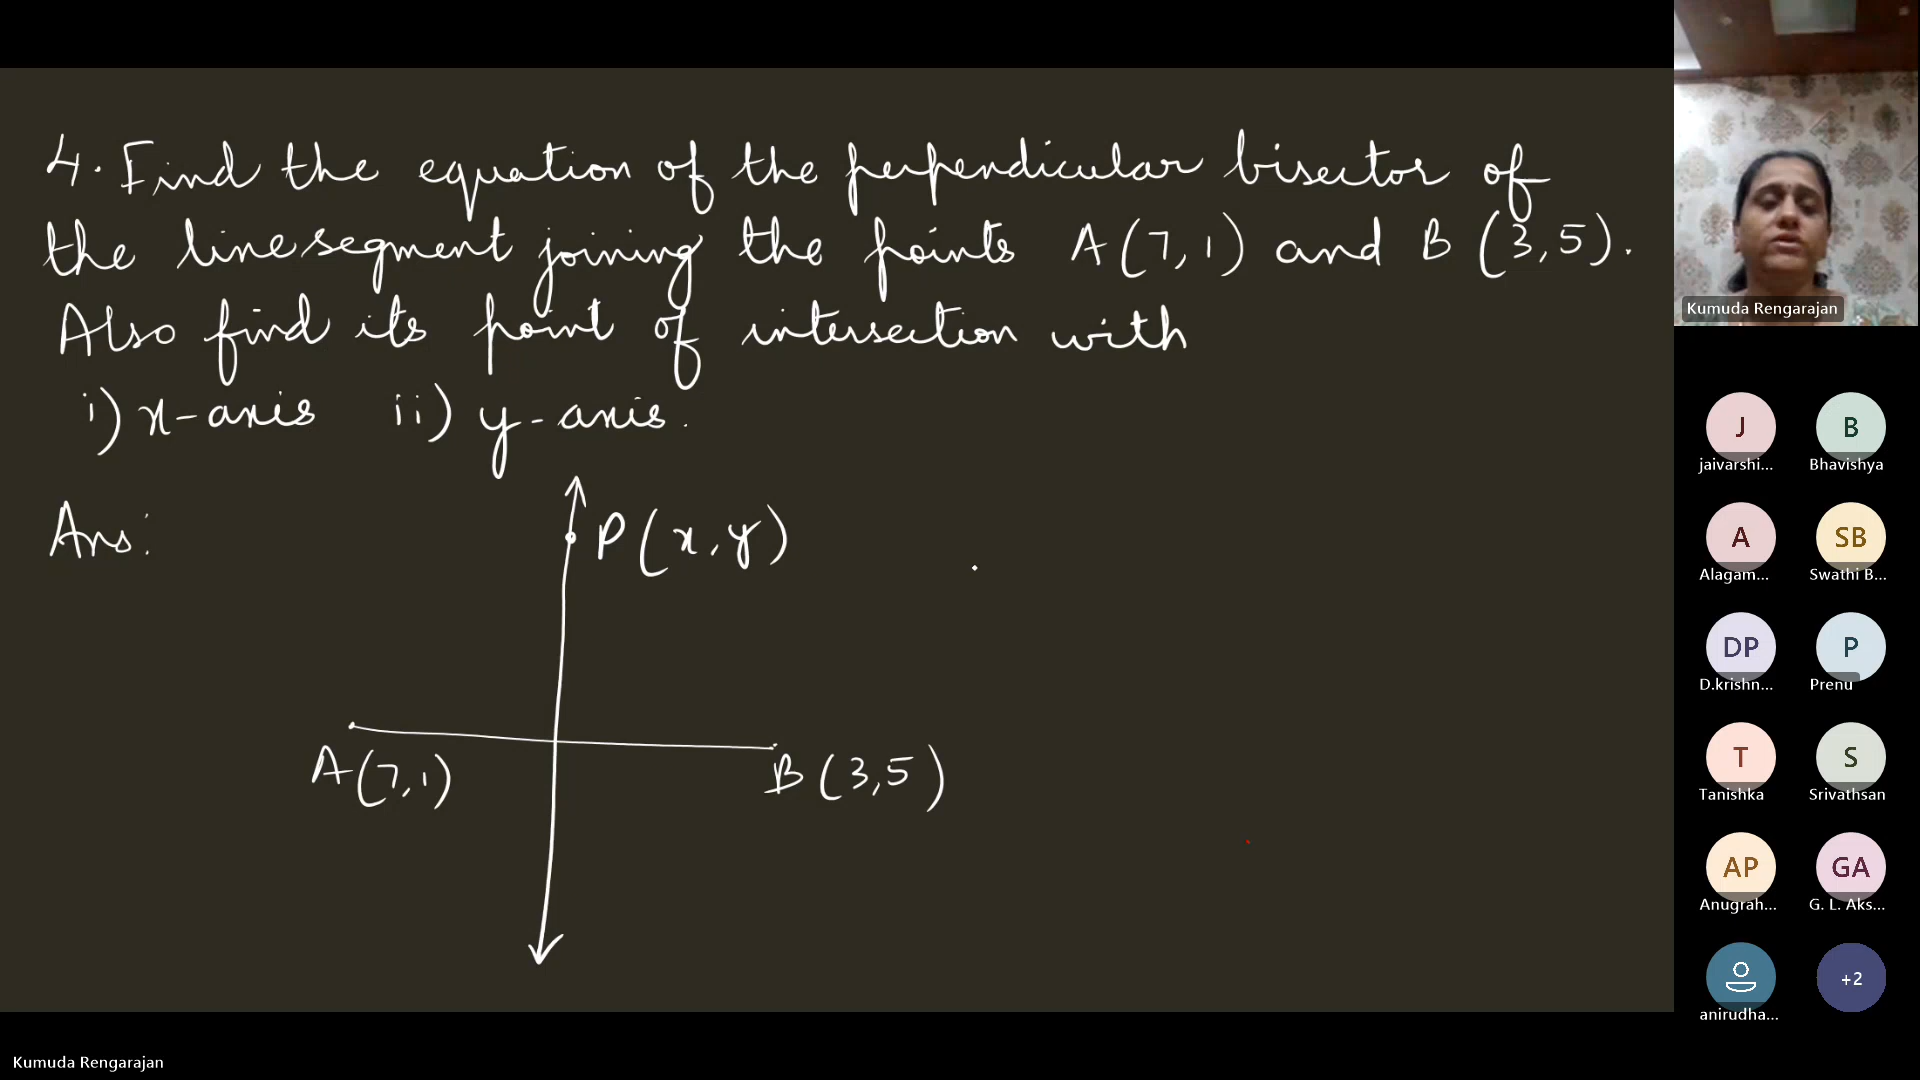 4. Find the equation of the perpendicular bisector of
the line segment joining the points A(7,1) and B(3,5).
Also find its point of intersection with
i) x-axis ii) y-axis.
Ans:
P(x,y)
A(7,1)
B(3,5)
Kumuda Rengarajan
J
B
jaivarshi...
Bhavishya
A
SB
Alagam...
Swathi B...
DP
P
D.krishn...
Prenu
T
S
Tanishka
Srivathsan
AP
GA
Anugrah...
G. L. Aks...
+2
anirudha...
Kumuda Rengarajan